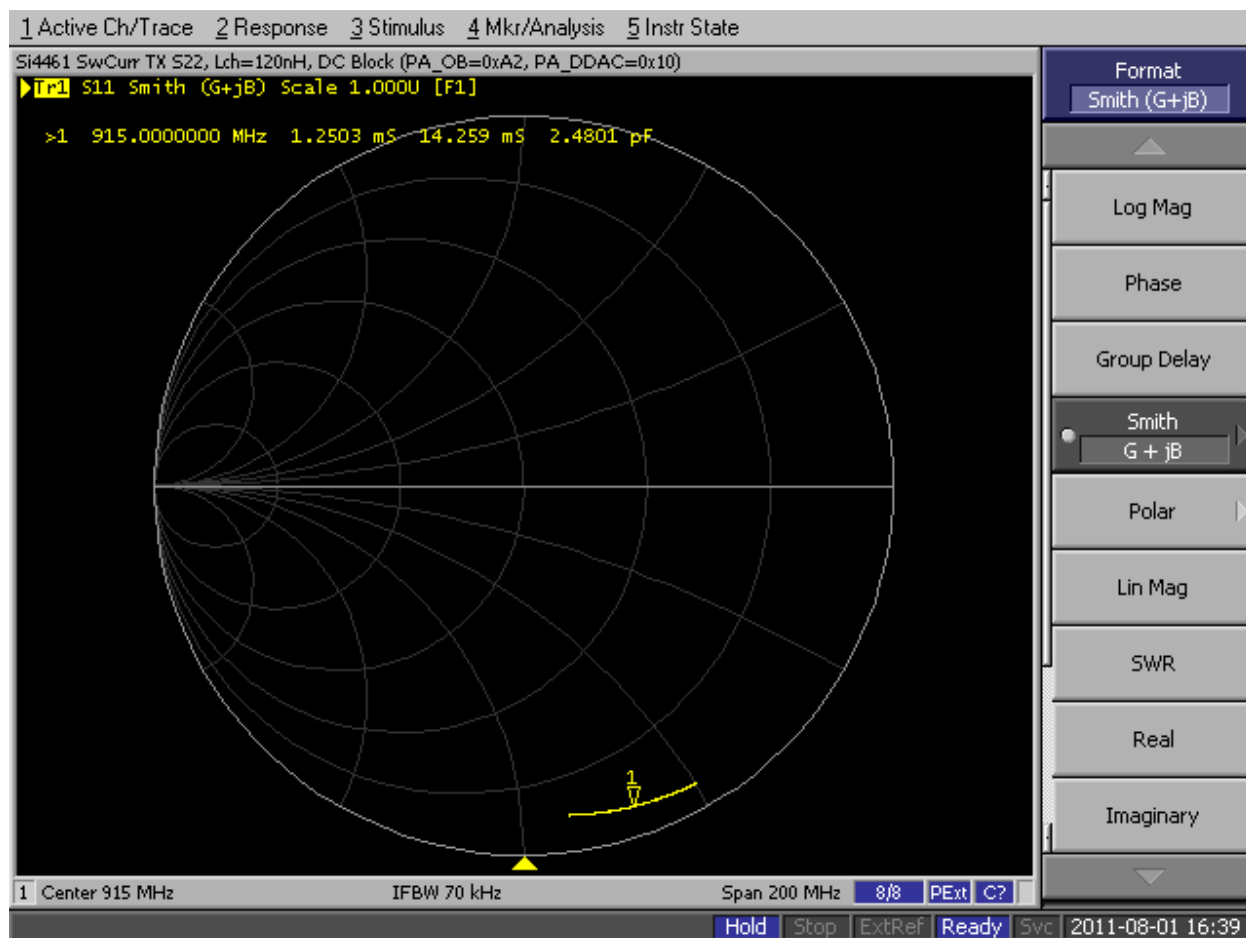 1 Active Ch/Trace 2 Response 3 Stimulus 4 Mkr/Analysis 5 Instr State
Si4461 SwCurr TX S22, Lch=120nH, DC Block (PA_OB=0xA2, PA_DDAC=0x10)
Tr1 S11 Smith (G+jB) Scale 1.000U [F1]
>1 915.0000000 MHz 1.2503 mS 14.259 mS 2.4801 pF
1
Format
Smith (G+jB)
Log Mag
Phase
Group Delay
Smith
G + jB
Polar
Lin Mag
SWR
Real
Imaginary
1 Center 915 MHz IFBW 70 kHz Span 200 MHz 8/8 PExt C?
Hold Stop ExtRef Ready Svc 2011-08-01 16:39